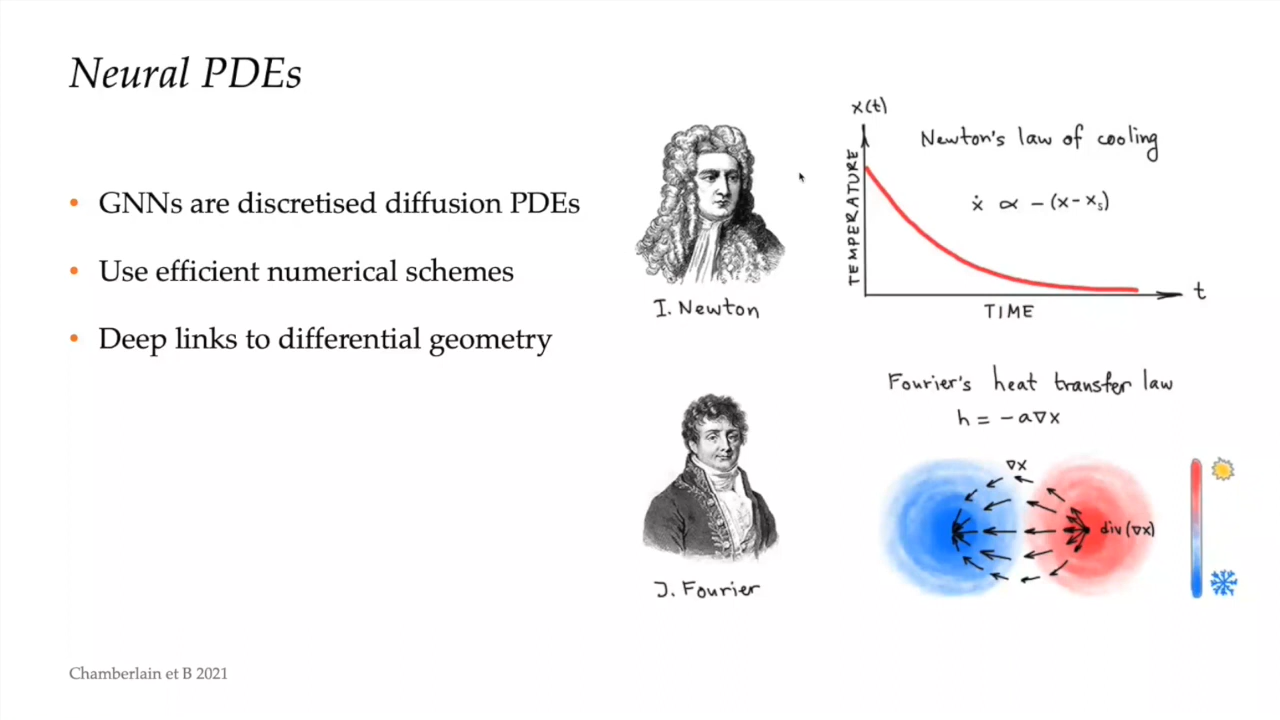 Neural PDEs
• GNNs are discretised diffusion PDEs
• Use efficient numerical schemes
• Deep links to differential geometry
I. Newton
x(t)
TEMPERATURE
Newton's law of cooling
ẋ ∝ −(x−xₛ)
t
TIME
J. Fourier
Fourier's heat transfer law
h = −a∇x
∇x
div(∇x)
Chamberlain et B 2021